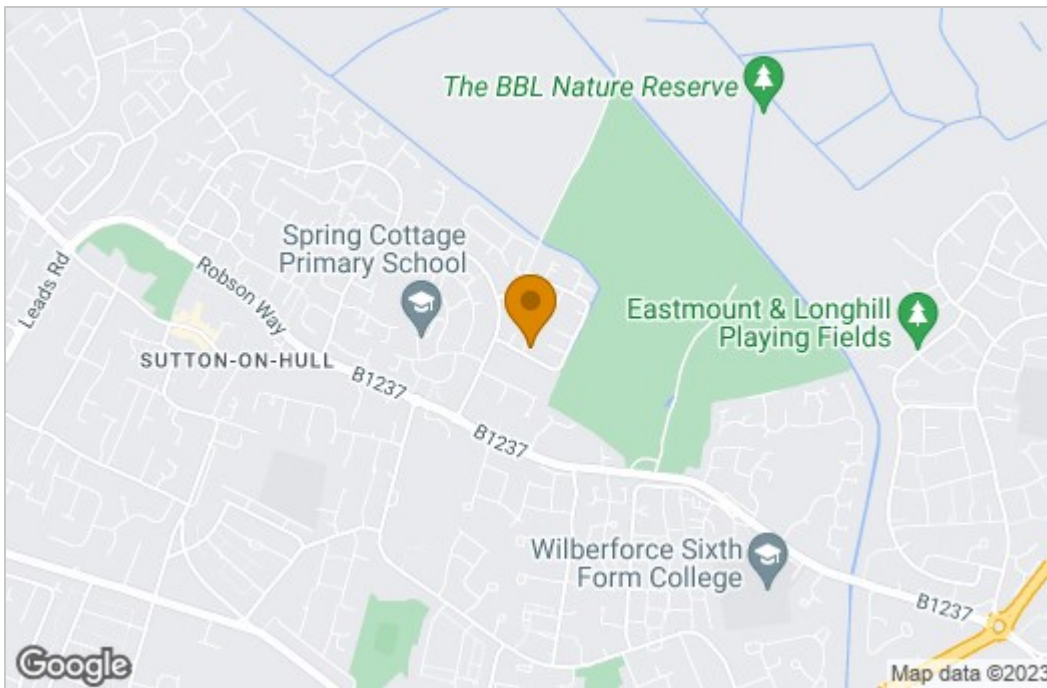 The BBL Nature Reserve
Spring Cottage
Primary School
Leads Rd
Robson Way
Eastmount & Longhill
Playing Fields
SUTTON-ON-HULL
B1237
B1237
Wilberforce Sixth
Form College
B1237
Google
Map data ©2023